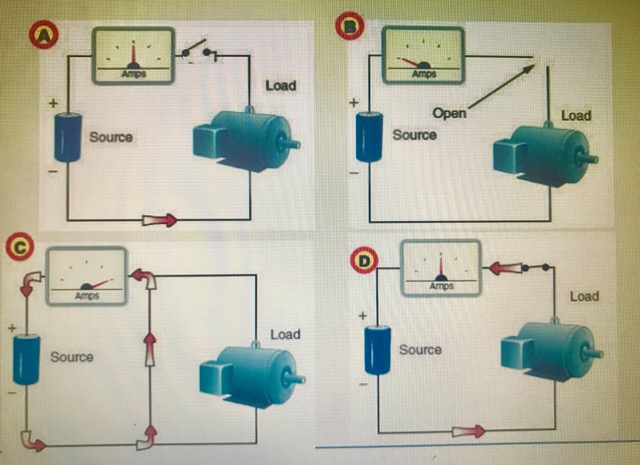 A
Amps
+
Load
Source
−
B
Amps
+
Open
Load
Source
−
C
Amps
+
Load
Source
−
D
Amps
+
Load
Source
−